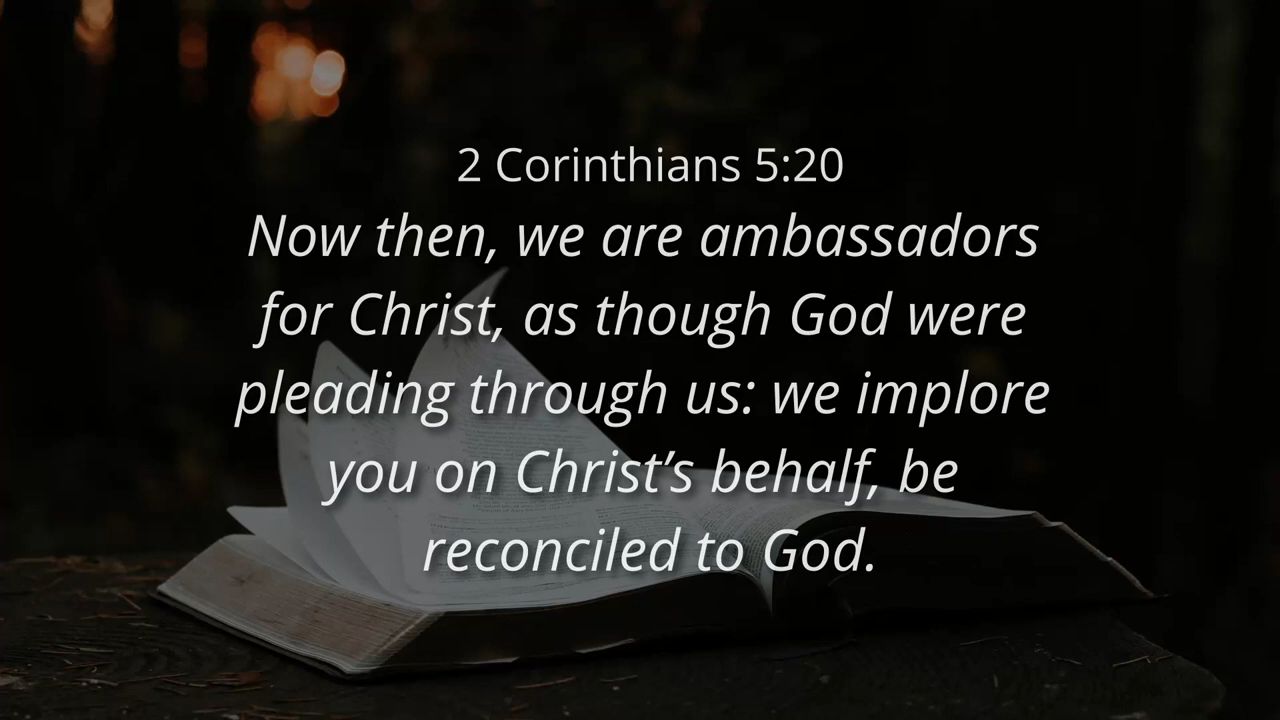 2 Corinthians 5:20
Now then, we are ambassadors
for Christ, as though God were
pleading through us: we implore
you on Christ’s behalf, be
reconciled to God.